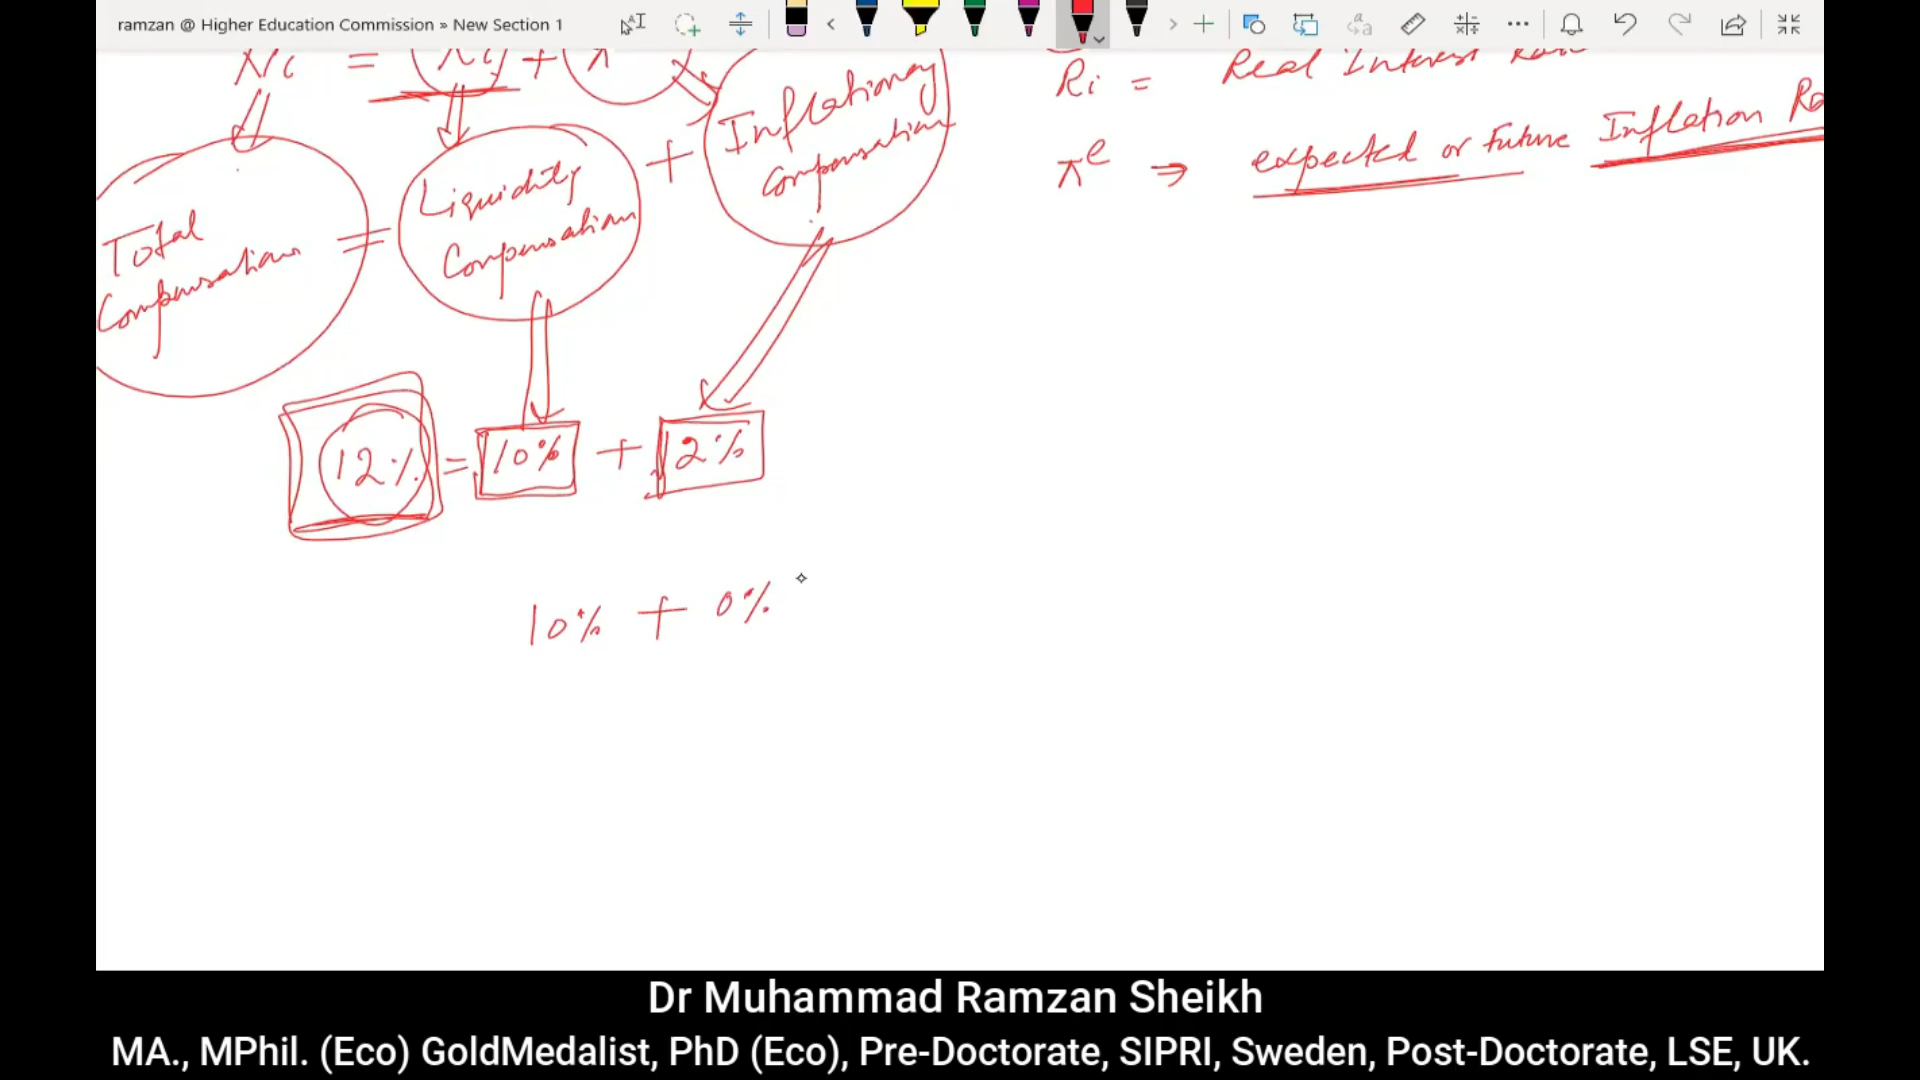 ramzan @ Higher Education Commission » New Section 1
Ri = Real Interest
πe ⇒ expected or Future Inflation
Total Compensation = Liquidity Compensation + Inflationary Compensation
12% = 10% + 2%
10% + 0%
Dr Muhammad Ramzan Sheikh
MA., MPhil. (Eco) GoldMedalist, PhD (Eco), Pre-Doctorate, SIPRI, Sweden, Post-Doctorate, LSE, UK.